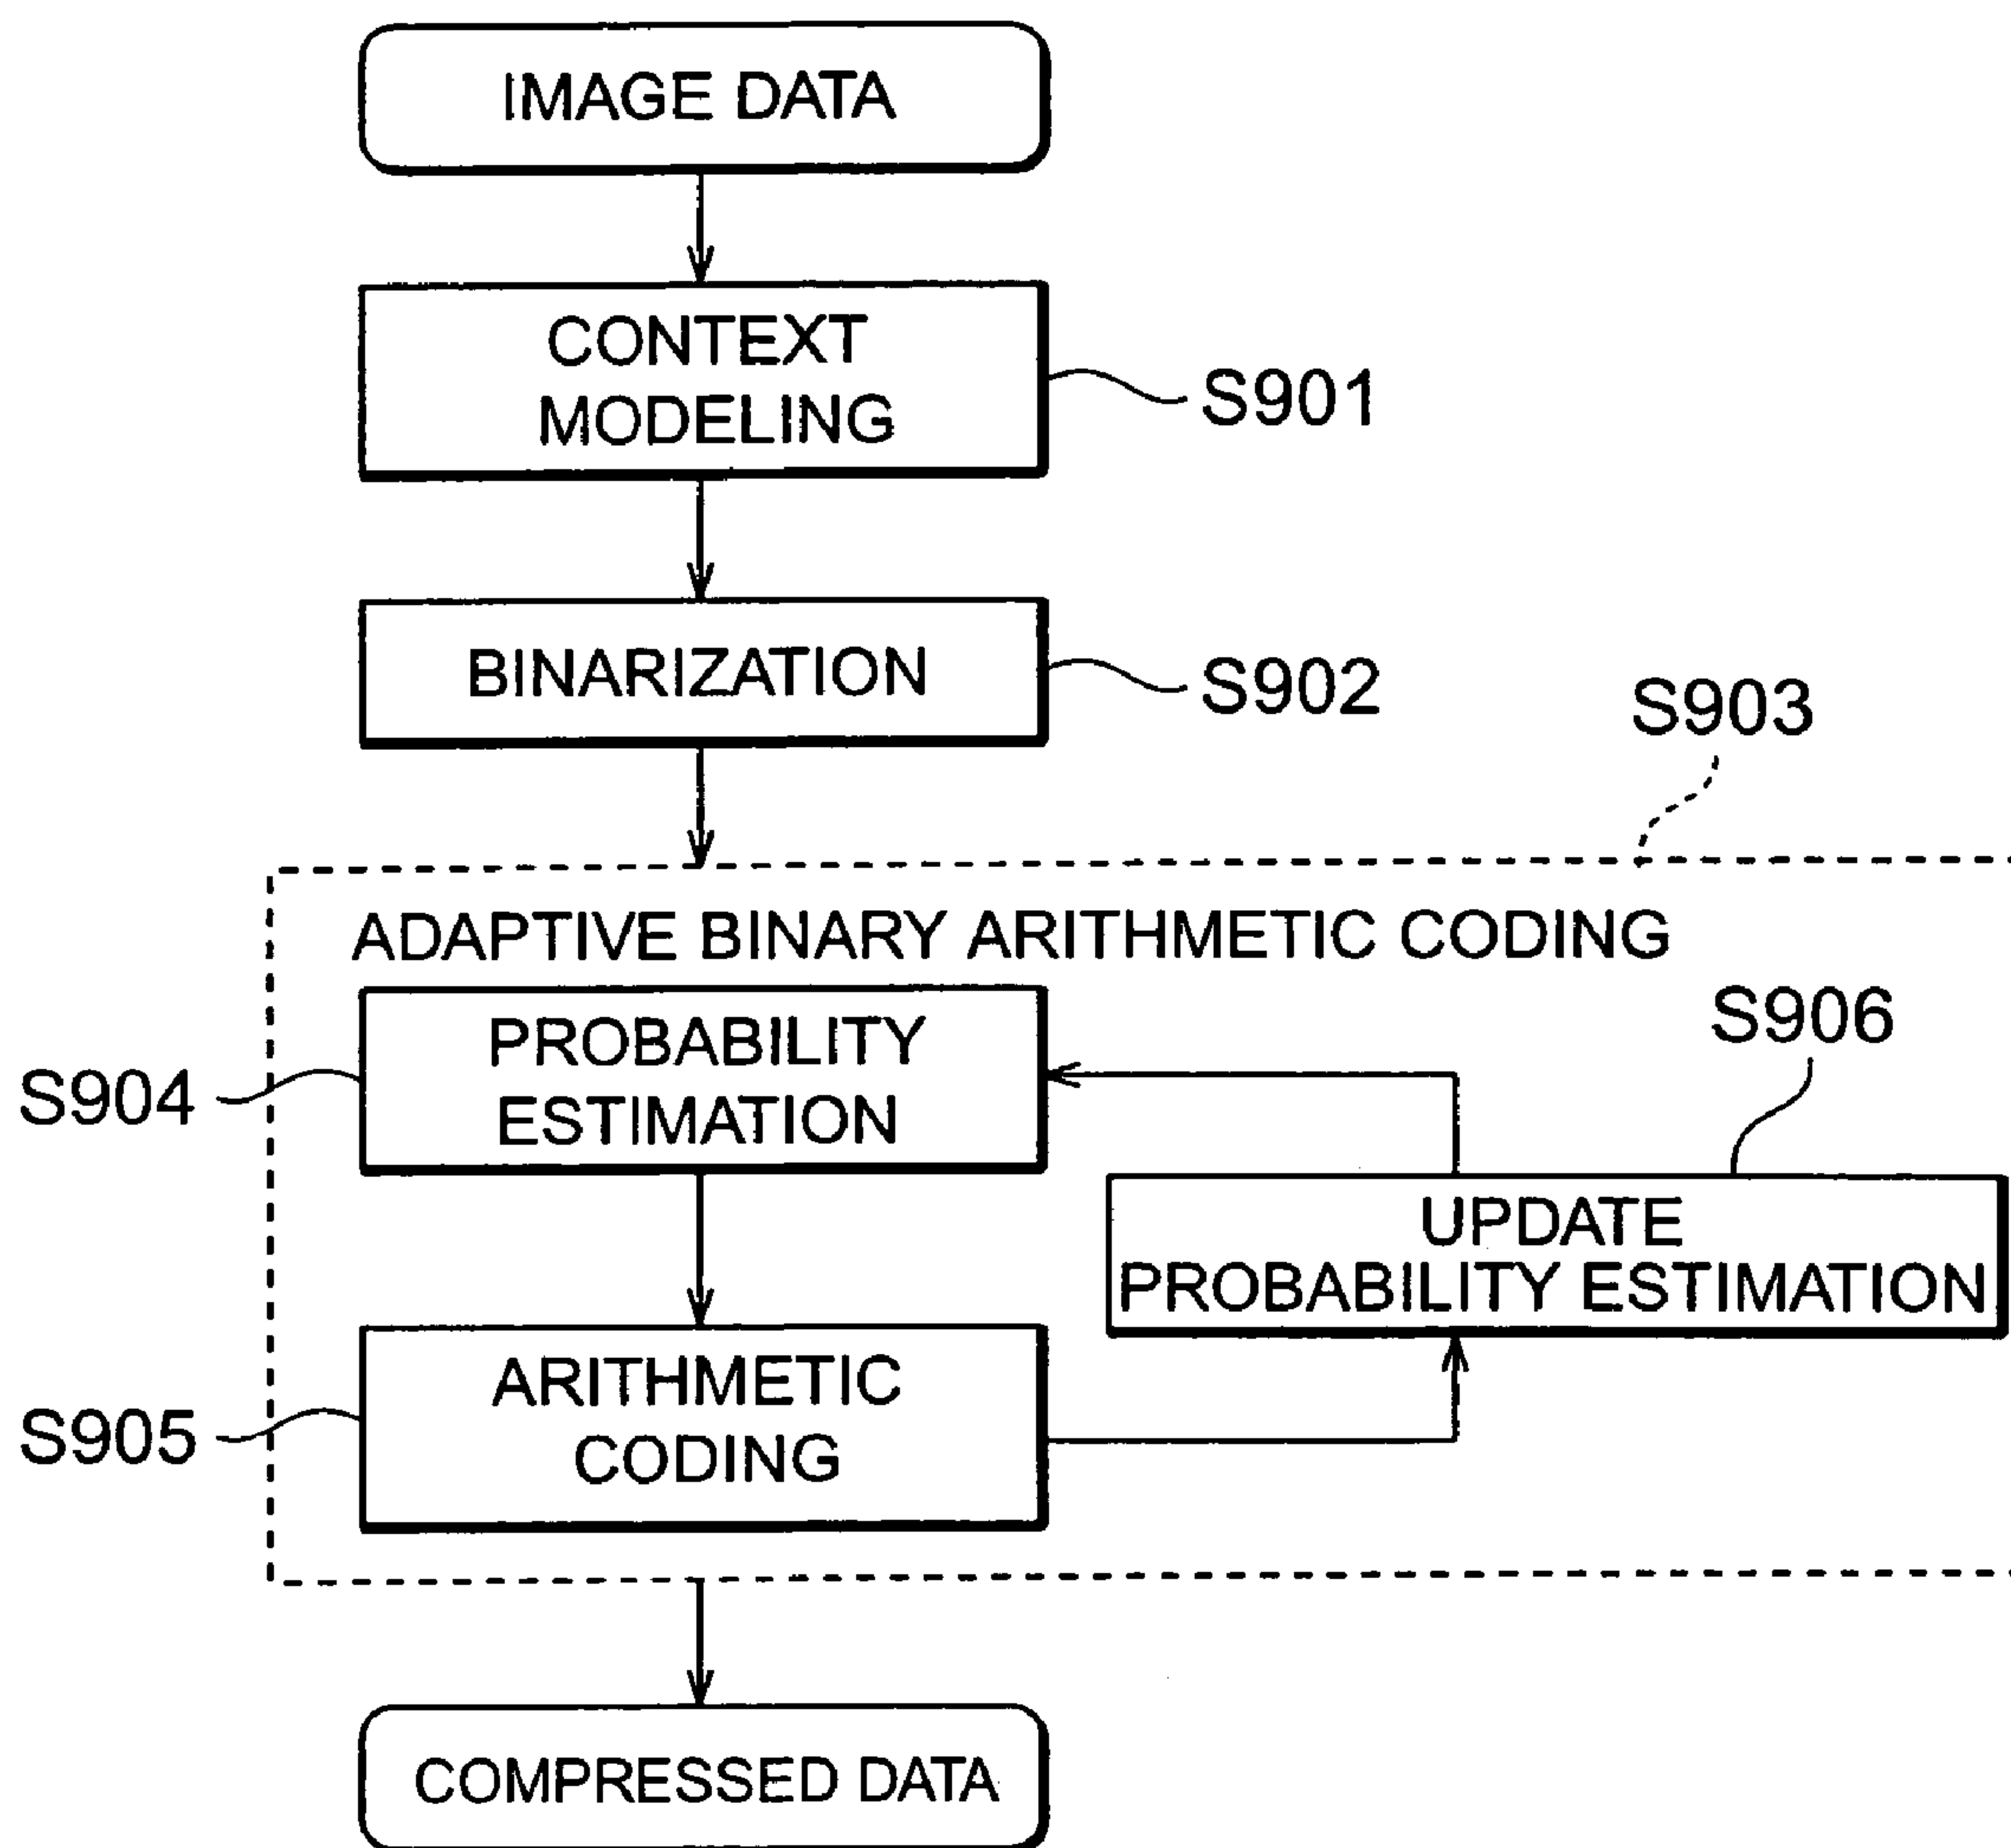 IMAGE DATA
CONTEXT
MODELING
S901
BINARIZATION
S902
S903
ADAPTIVE BINARY ARITHMETIC CODING
PROBABILITY
ESTIMATION
S904
S906
UPDATE
PROBABILITY ESTIMATION
ARITHMETIC
CODING
S905
COMPRESSED DATA